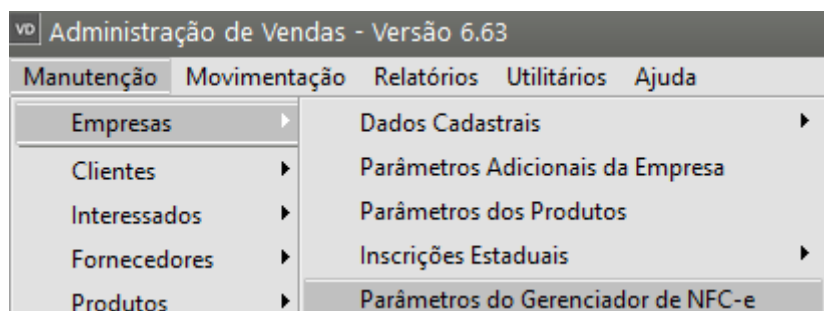 VD Administração de Vendas - Versão 6.63
Manutenção Movimentação Relatórios Utilitários Ajuda
Empresas
Clientes
Interessados
Fornecedores
Produtos
Dados Cadastrais
Parâmetros Adicionais da Empresa
Parâmetros dos Produtos
Inscrições Estaduais
Parâmetros do Gerenciador de NFC-e